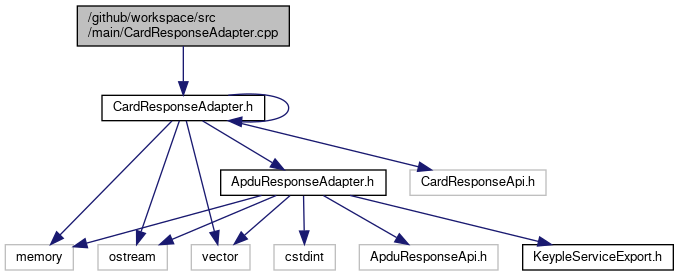 /github/workspace/src
/main/CardResponseAdapter.cpp
CardResponseAdapter.h
ApduResponseAdapter.h
CardResponseApi.h
memory
ostream
vector
cstdint
ApduResponseApi.h
KeypleServiceExport.h